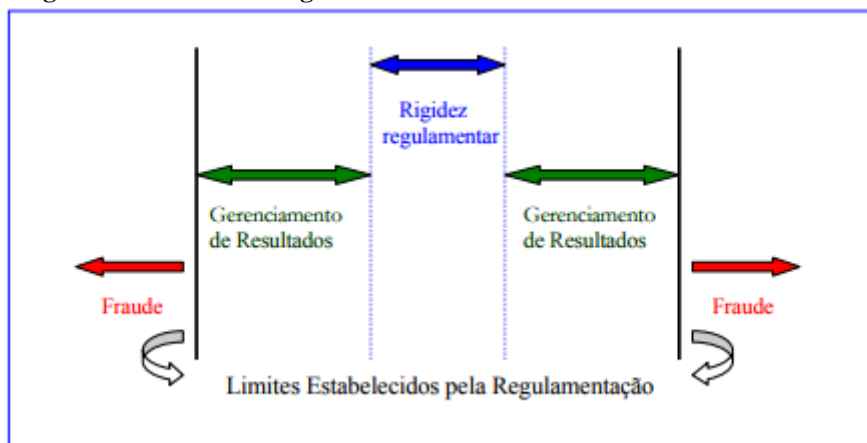 Rigidez
regulamentar
Gerenciamento
de Resultados
Gerenciamento
de Resultados
Fraude
Fraude
Limites Estabelecidos pela Regulamentação